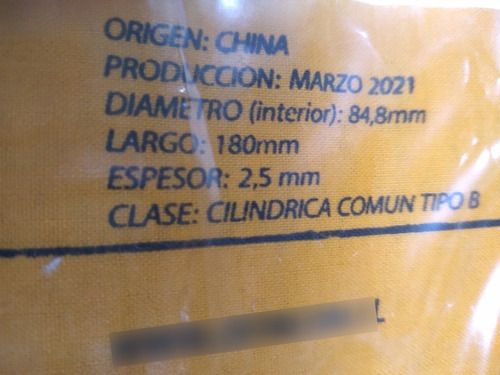 ORIGEN: CHINA
PRODUCCION: MARZO 2021
DIAMETRO (interior): 84,8mm
LARGO: 180mm
ESPESOR: 2,5 mm
CLASE: CILINDRICA COMUN TIPO B